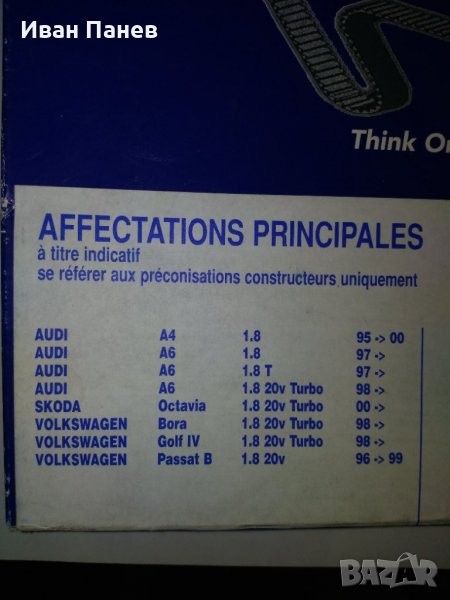 Иван Панев
Think
AFFECTATIONS PRINCIPALES
à titre indicatif
se référer aux préconisations constructeurs uniquement
AUDI A4 1.8 95 -> 00
AUDI A6 1.8 97 ->
AUDI A6 1.8 T 97 ->
AUDI A6 1.8 20v Turbo 98 ->
SKODA Octavia 1.8 20v Turbo 00 ->
VOLKSWAGEN Bora 1.8 20v Turbo 98 ->
VOLKSWAGEN Golf IV 1.8 20v Turbo 98 ->
VOLKSWAGEN Passat B 1.8 20v 96 -> 99
BAZAR